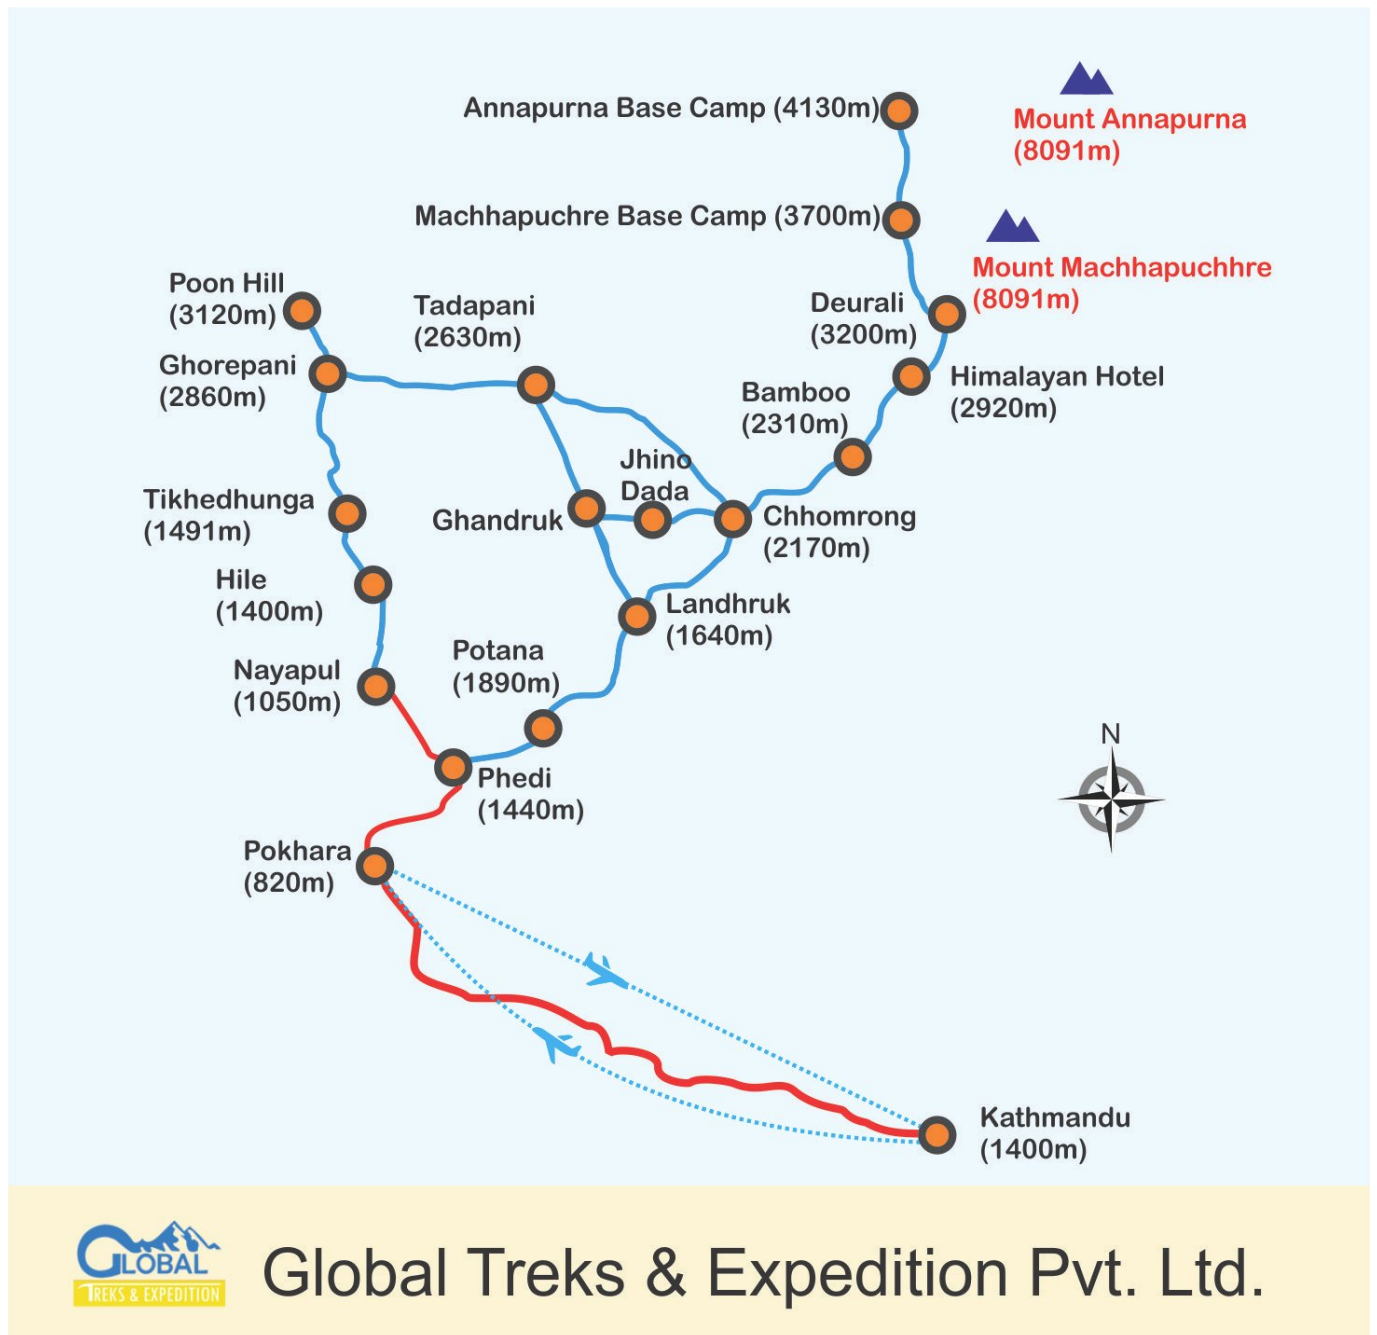 Annapurna Base Camp (4130m)
Mount Annapurna
(8091m)
Machhapuchre Base Camp (3700m)
Mount Machhapuchhre
(8091m)
Poon Hill
(3120m)
Tadapani
(2630m)
Deurali
(3200m)
Ghorepani
(2860m)
Himalayan Hotel
(2920m)
Bamboo
(2310m)
Jhino
Dada
Tikhedhunga
(1491m)
Ghandruk
Chhomrong
(2170m)
Hile
(1400m)
Landhruk
(1640m)
Potana
(1890m)
Nayapul
(1050m)
N
Phedi
(1440m)
Pokhara
(820m)
Kathmandu
(1400m)
GLOBAL
TREKS & EXPEDITION
Global Treks & Expedition Pvt. Ltd.